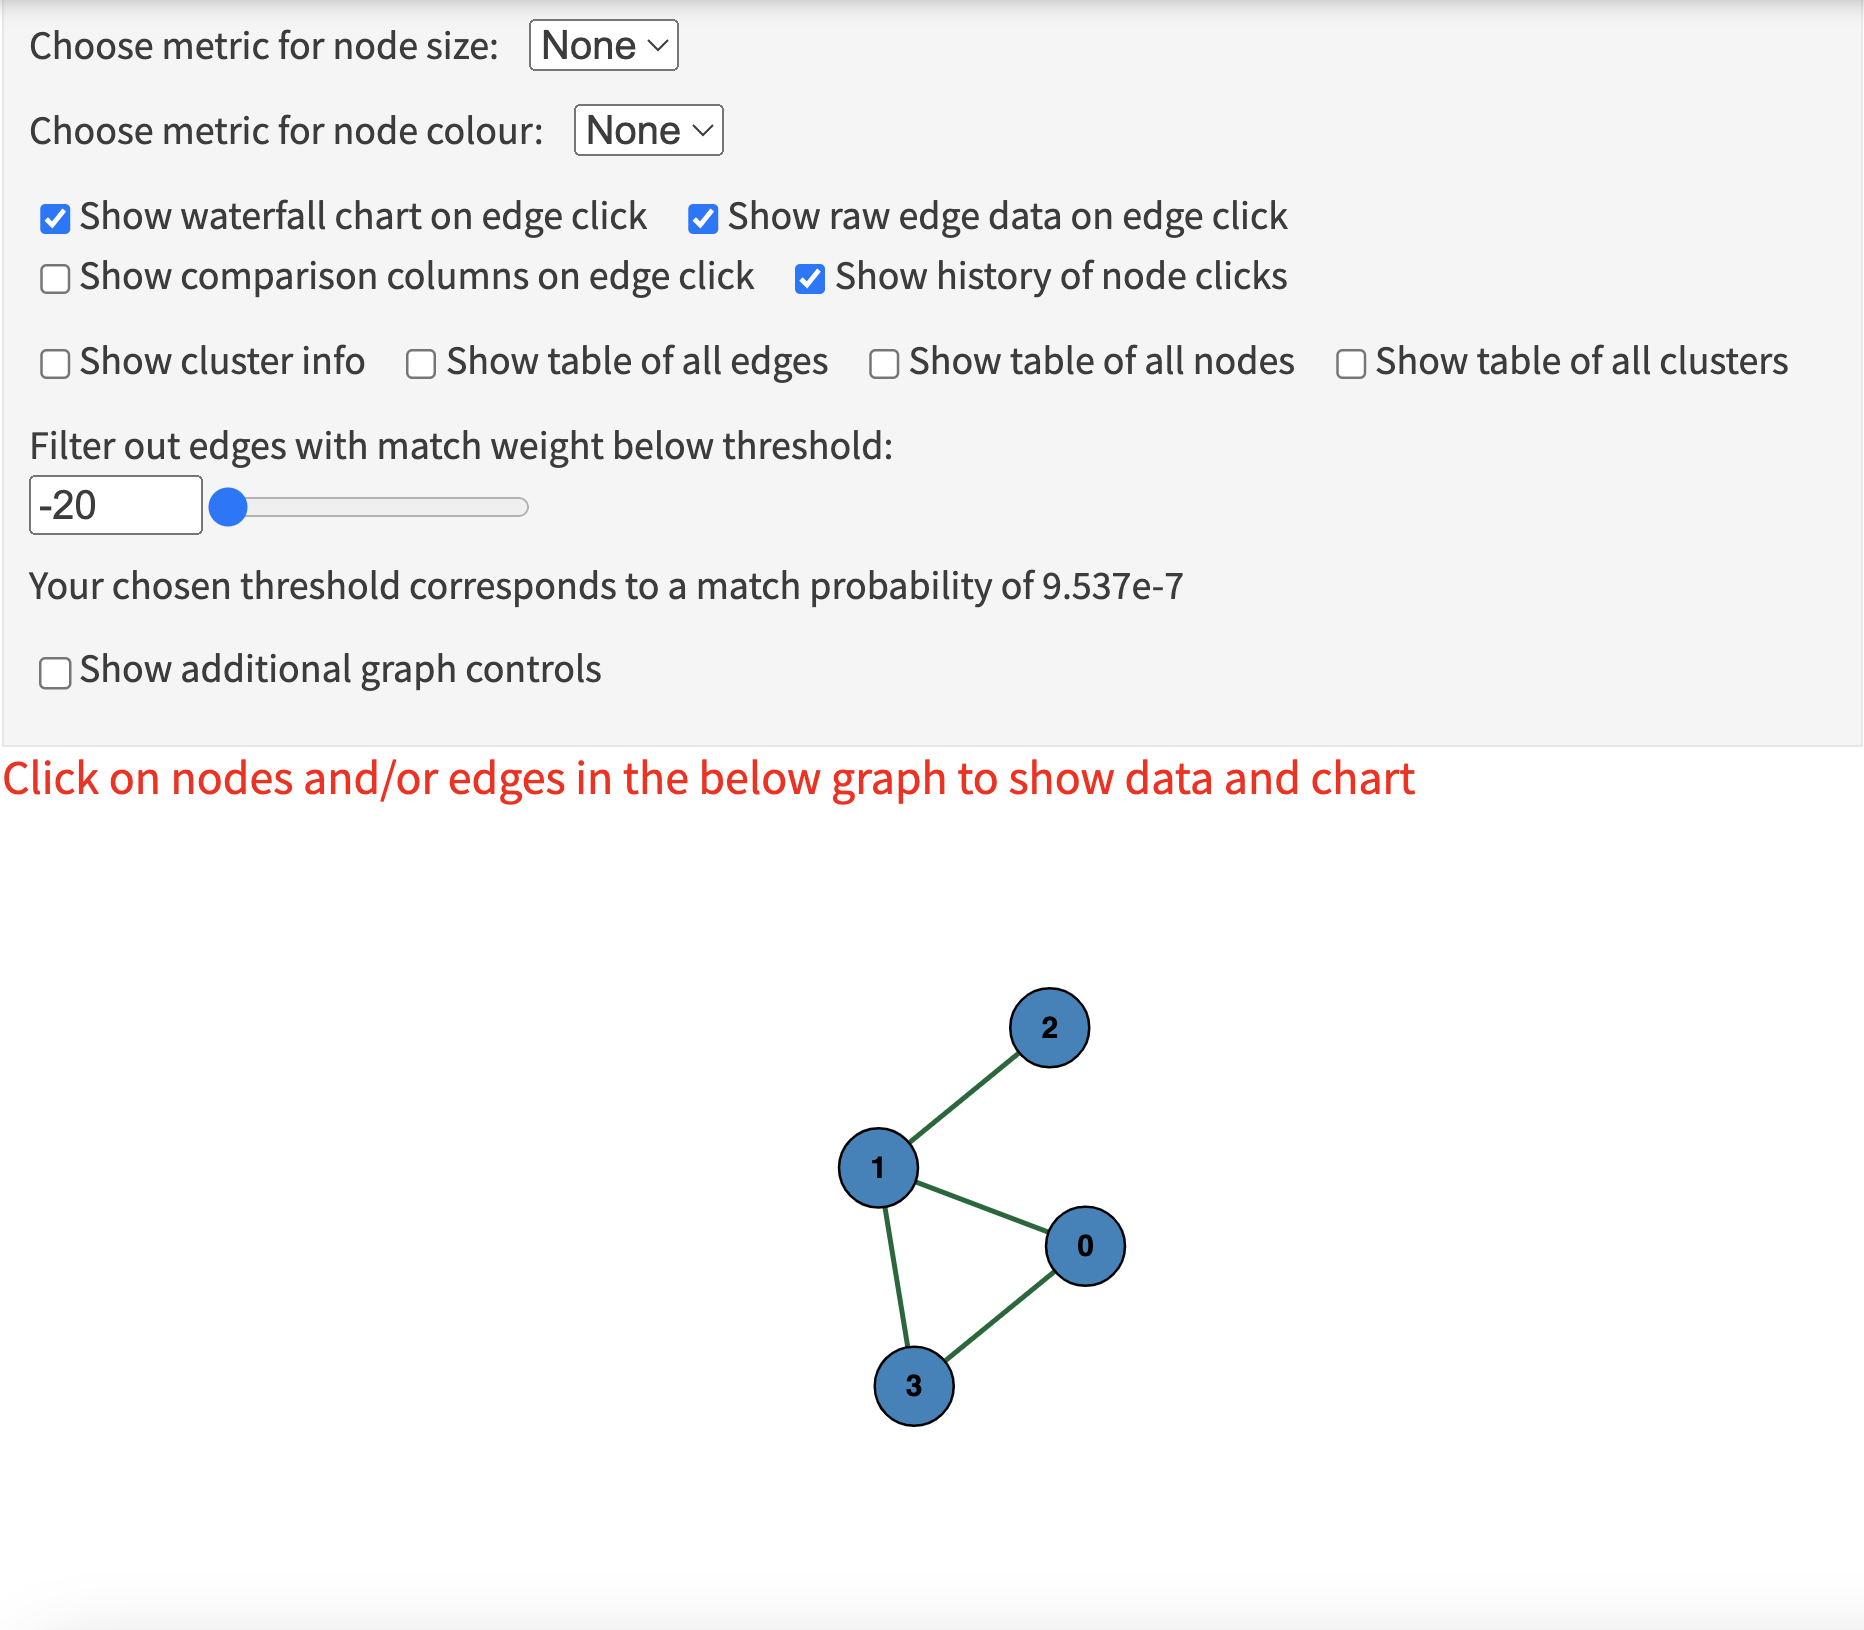 Choose metric for node size: None
Choose metric for node colour: None
Show waterfall chart on edge click Show raw edge data on edge click
Show comparison columns on edge click Show history of node clicks
Show cluster info Show table of all edges Show table of all nodes Show table of all clusters
Filter out edges with match weight below threshold:
-20
Your chosen threshold corresponds to a match probability of 9.537e-7
Show additional graph controls
Click on nodes and/or edges in the below graph to show data and chart
2
1
0
3